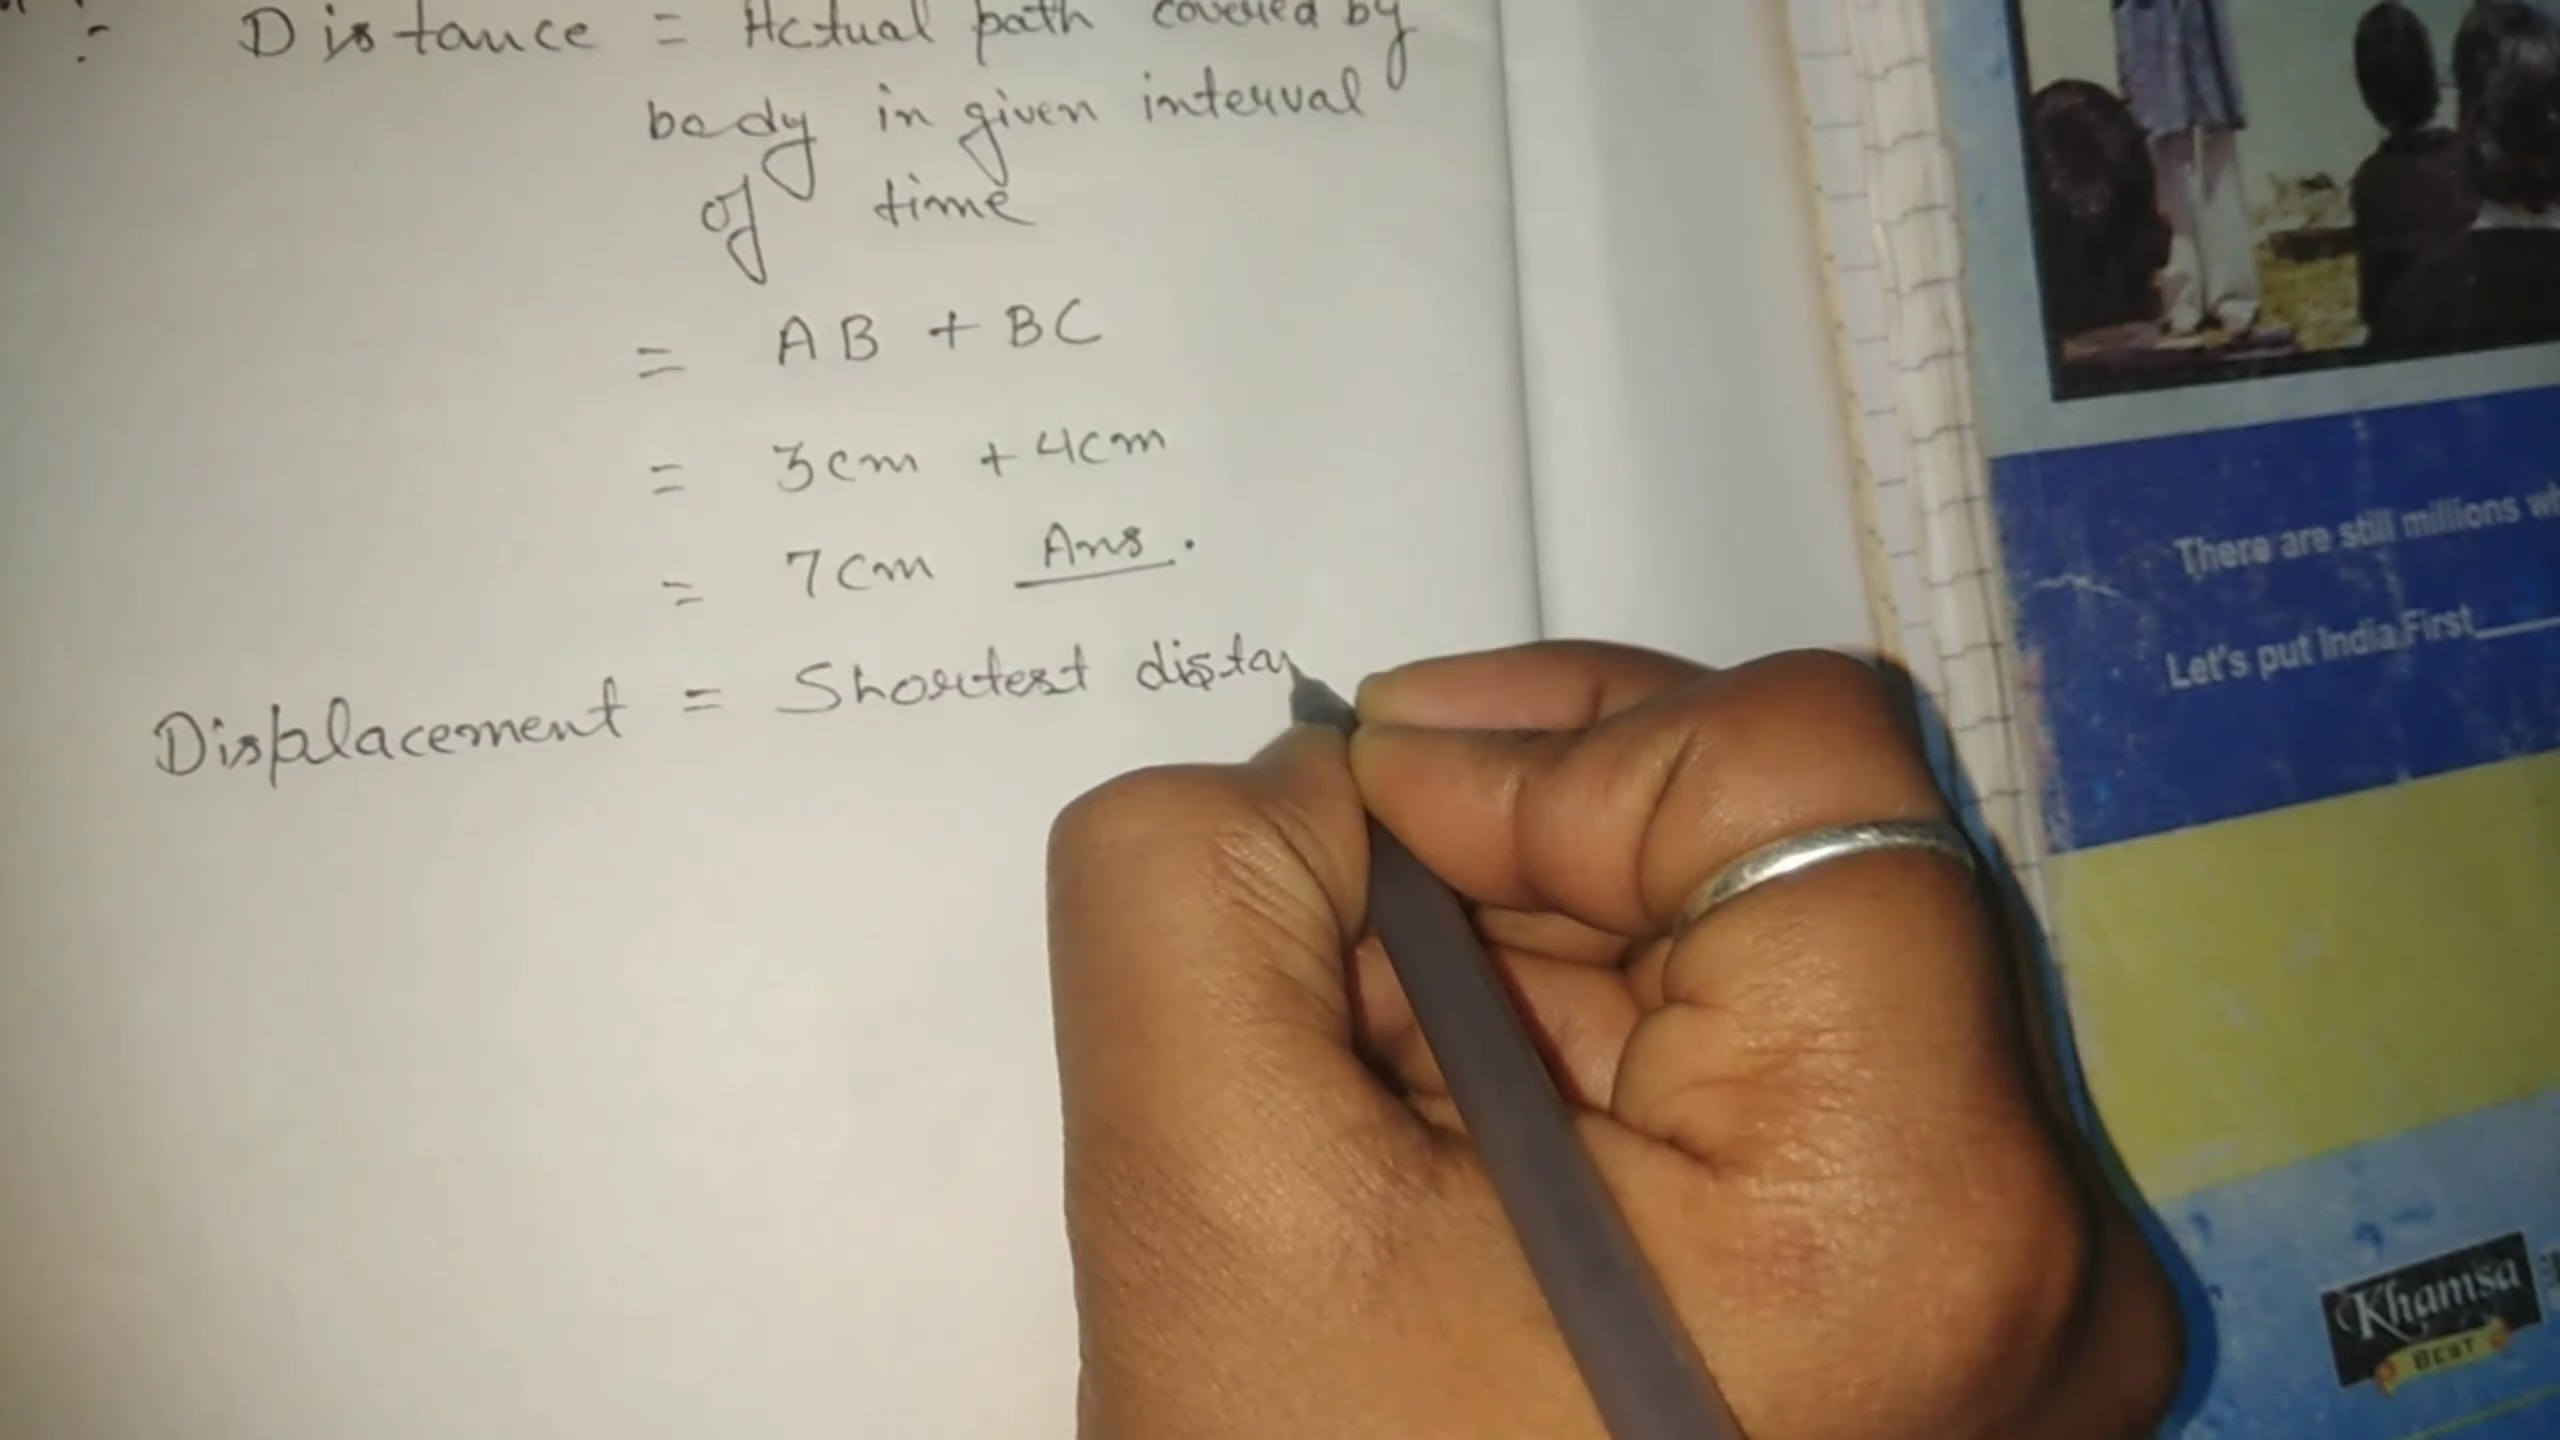 :- Distance = Actual path covered by
body in given interval
of time
= AB + BC
= 3cm + 4cm
= 7cm Ans.
Displacement = Shortest distan
There are still millions
Let's put India First
Khamsa
BEST